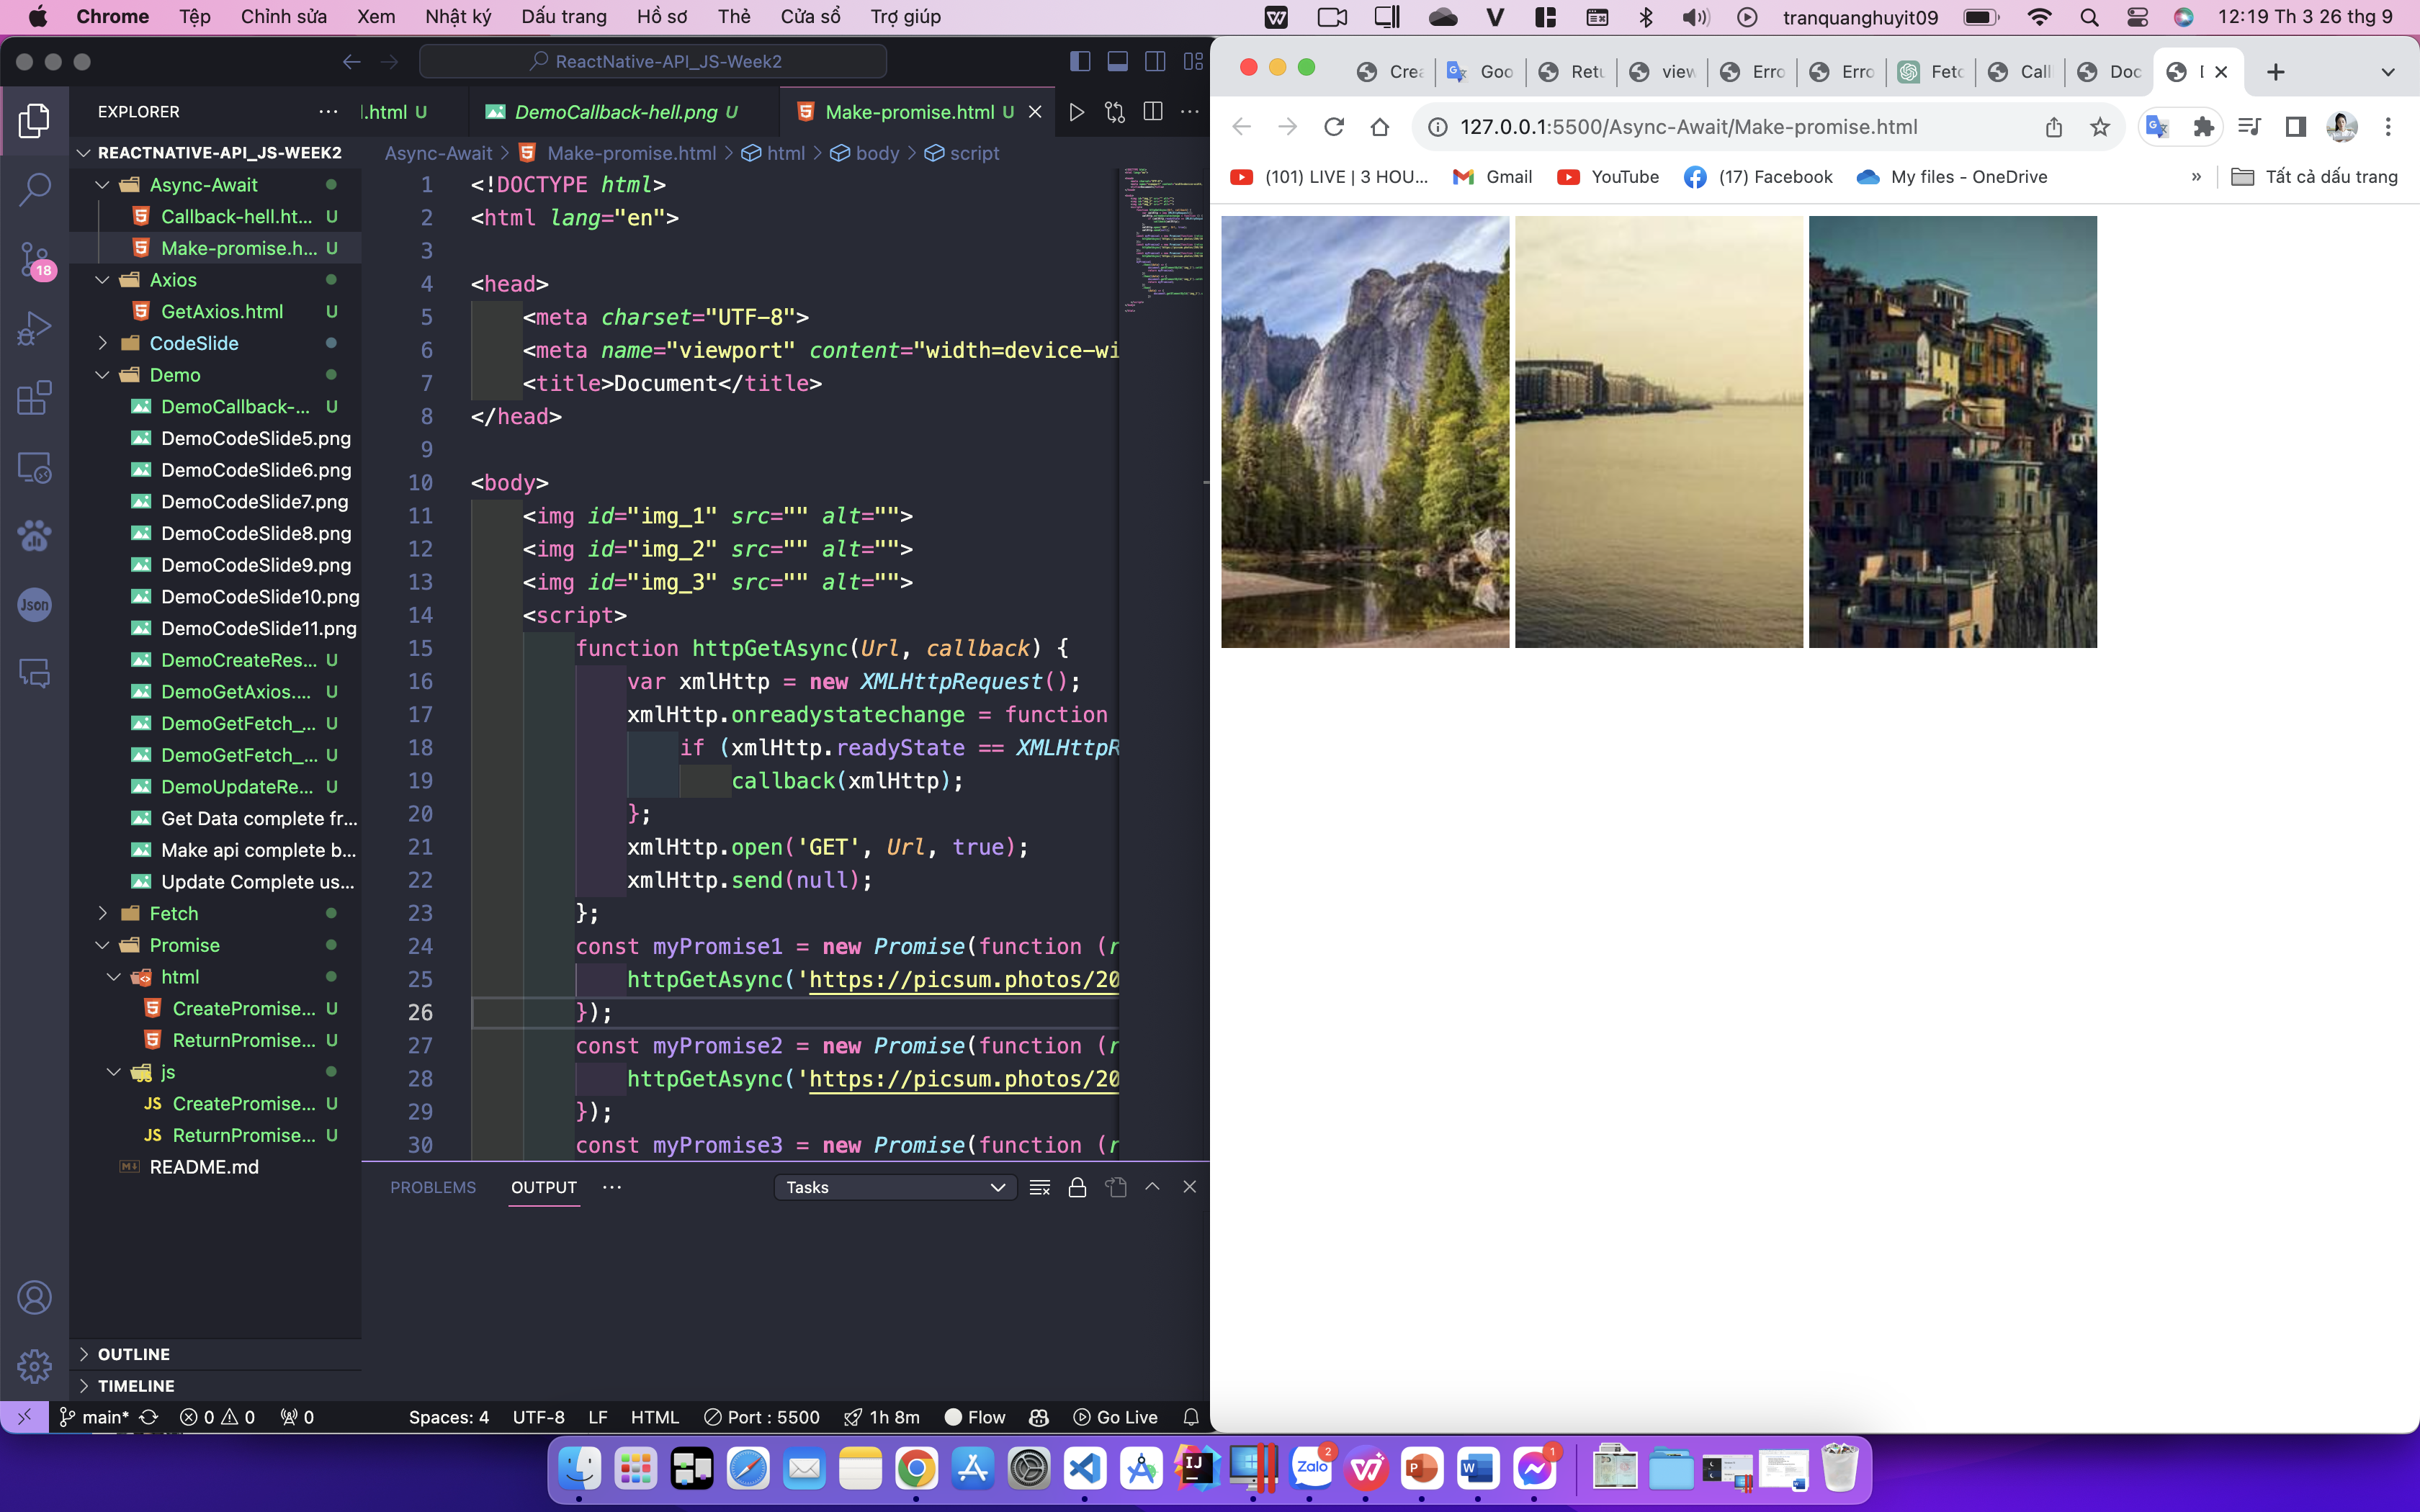 Chrome Tệp Chỉnh sửa Xem Nhật ký Dấu trang Hồ sơ Thẻ Cửa sổ Trợ giúp tranquanghuyit09 12:19 Th 3 26 thg 9
ReactNative-API_JS-Week2
EXPLORER
REACTNATIVE-API_JS-WEEK2
Async-Await
Callback-hell.ht... U
Make-promise.h... U
Axios
GetAxios.html U
CodeSlide
Demo
DemoCallback-... U
DemoCodeSlide5.png
DemoCodeSlide6.png
DemoCodeSlide7.png
DemoCodeSlide8.png
DemoCodeSlide9.png
DemoCodeSlide10.png
DemoCodeSlide11.png
DemoCreateRes... U
DemoGetAxios.... U
DemoGetFetch_... U
DemoGetFetch_... U
DemoUpdateRe... U
Get Data complete fr...
Make api complete b...
Update Complete us...
Fetch
Promise
html
CreatePromise... U
ReturnPromise... U
js
JS CreatePromise... U
JS ReturnPromise... U
README.md
OUTLINE
TIMELINE
18
Json
.html U DemoCallback-hell.png U Make-promise.html U
Async-Await > Make-promise.html > html > body > script
1 <!DOCTYPE html>
2 <html lang="en">
3
4 <head>
5 <meta charset="UTF-8">
6 <meta name="viewport" content="width=device-wi
7 <title>Document</title>
8 </head>
9
10 <body>
11 <img id="img_1" src="" alt="">
12 <img id="img_2" src="" alt="">
13 <img id="img_3" src="" alt="">
14 <script>
15 function httpGetAsync(Url, callback) {
16 var xmlHttp = new XMLHttpRequest();
17 xmlHttp.onreadystatechange = function
18 if (xmlHttp.readyState == XMLHttpR
19 callback(xmlHttp);
20 };
21 xmlHttp.open('GET', Url, true);
22 xmlHttp.send(null);
23 };
24 const myPromise1 = new Promise(function (r
25 httpGetAsync('https://picsum.photos/20
26 });
27 const myPromise2 = new Promise(function (r
28 httpGetAsync('https://picsum.photos/20
29 });
30 const myPromise3 = new Promise(function (r
PROBLEMS OUTPUT ... Tasks
main* 0 0 0 Spaces: 4 UTF-8 LF HTML Port : 5500 1h 8m Flow Go Live
Crea Goo Retu view Erro Erro Fetc Call Doc
127.0.0.1:5500/Async-Await/Make-promise.html
(101) LIVE | 3 HOU... Gmail YouTube (17) Facebook My files - OneDrive » Tất cả dấu trang
IJ Zalo 2 P W 1